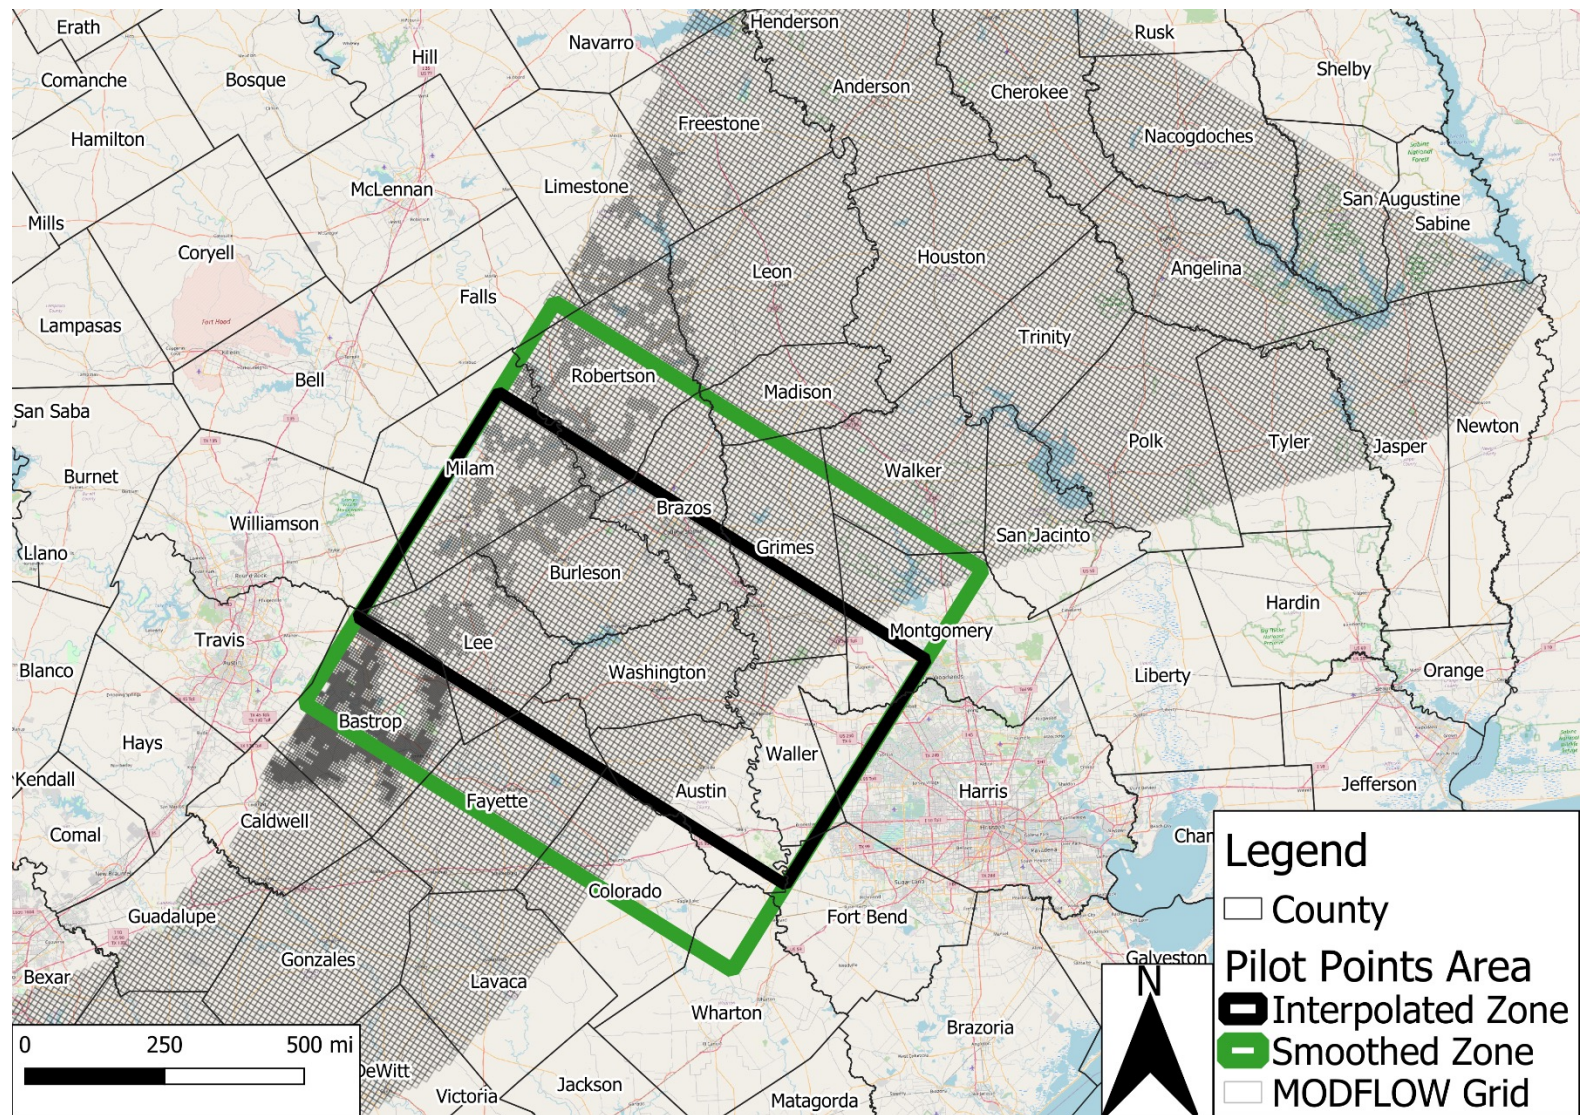 Erath
Hill
Navarro
Henderson
Rusk
Shelby
Comanche
Bosque
Anderson
Cherokee
Freestone
Nacogdoches
Hamilton
McLennan
Limestone
San Augustine
Sabine
Mills
Coryell
Houston
Leon
Angelina
Falls
Lampasas
Fort Hood
Trinity
Bell
Robertson
Madison
San Saba
Newton
Tyler
Jasper
Polk
Burnet
Milam
Walker
Williamson
Brazos
San Jacinto
Llano
Grimes
Burleson
Hardin
Travis
Lee
Montgomery
Blanco
Washington
Liberty
Orange
Bastrop
Hays
Waller
Kendall
Austin
Harris
Jefferson
Fayette
Caldwell
Comal
Cham
Colorado
Guadalupe
Fort Bend
Gonzales
Galveston
Bexar
Lavaca
Wharton
Brazoria
DeWitt
Victoria
Jackson
Matagorda
0 250 500 mi
N
Legend
County
Pilot Points Area
Interpolated Zone
Smoothed Zone
MODFLOW Grid